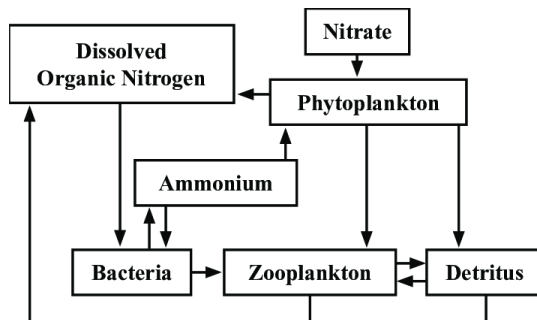 Nitrate
Dissolved
Organic Nitrogen
Phytoplankton
Ammonium
Bacteria
Zooplankton
Detritus